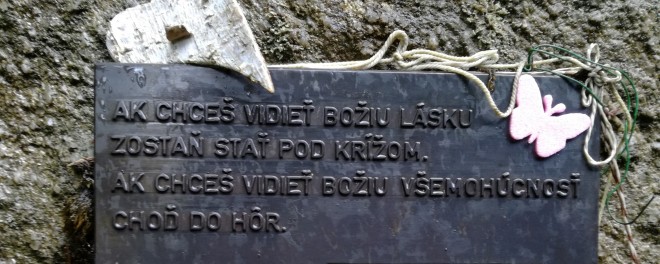 AK CHCEŠ VIDIEŤ BOŽIU LÁSKU
ZOSTAŇ STAŤ POD KRÍŽOM.
AK CHCEŠ VIDIEŤ BOŽIU VŠEMOHÚCNOSŤ
CHOĎ DO HÔR.